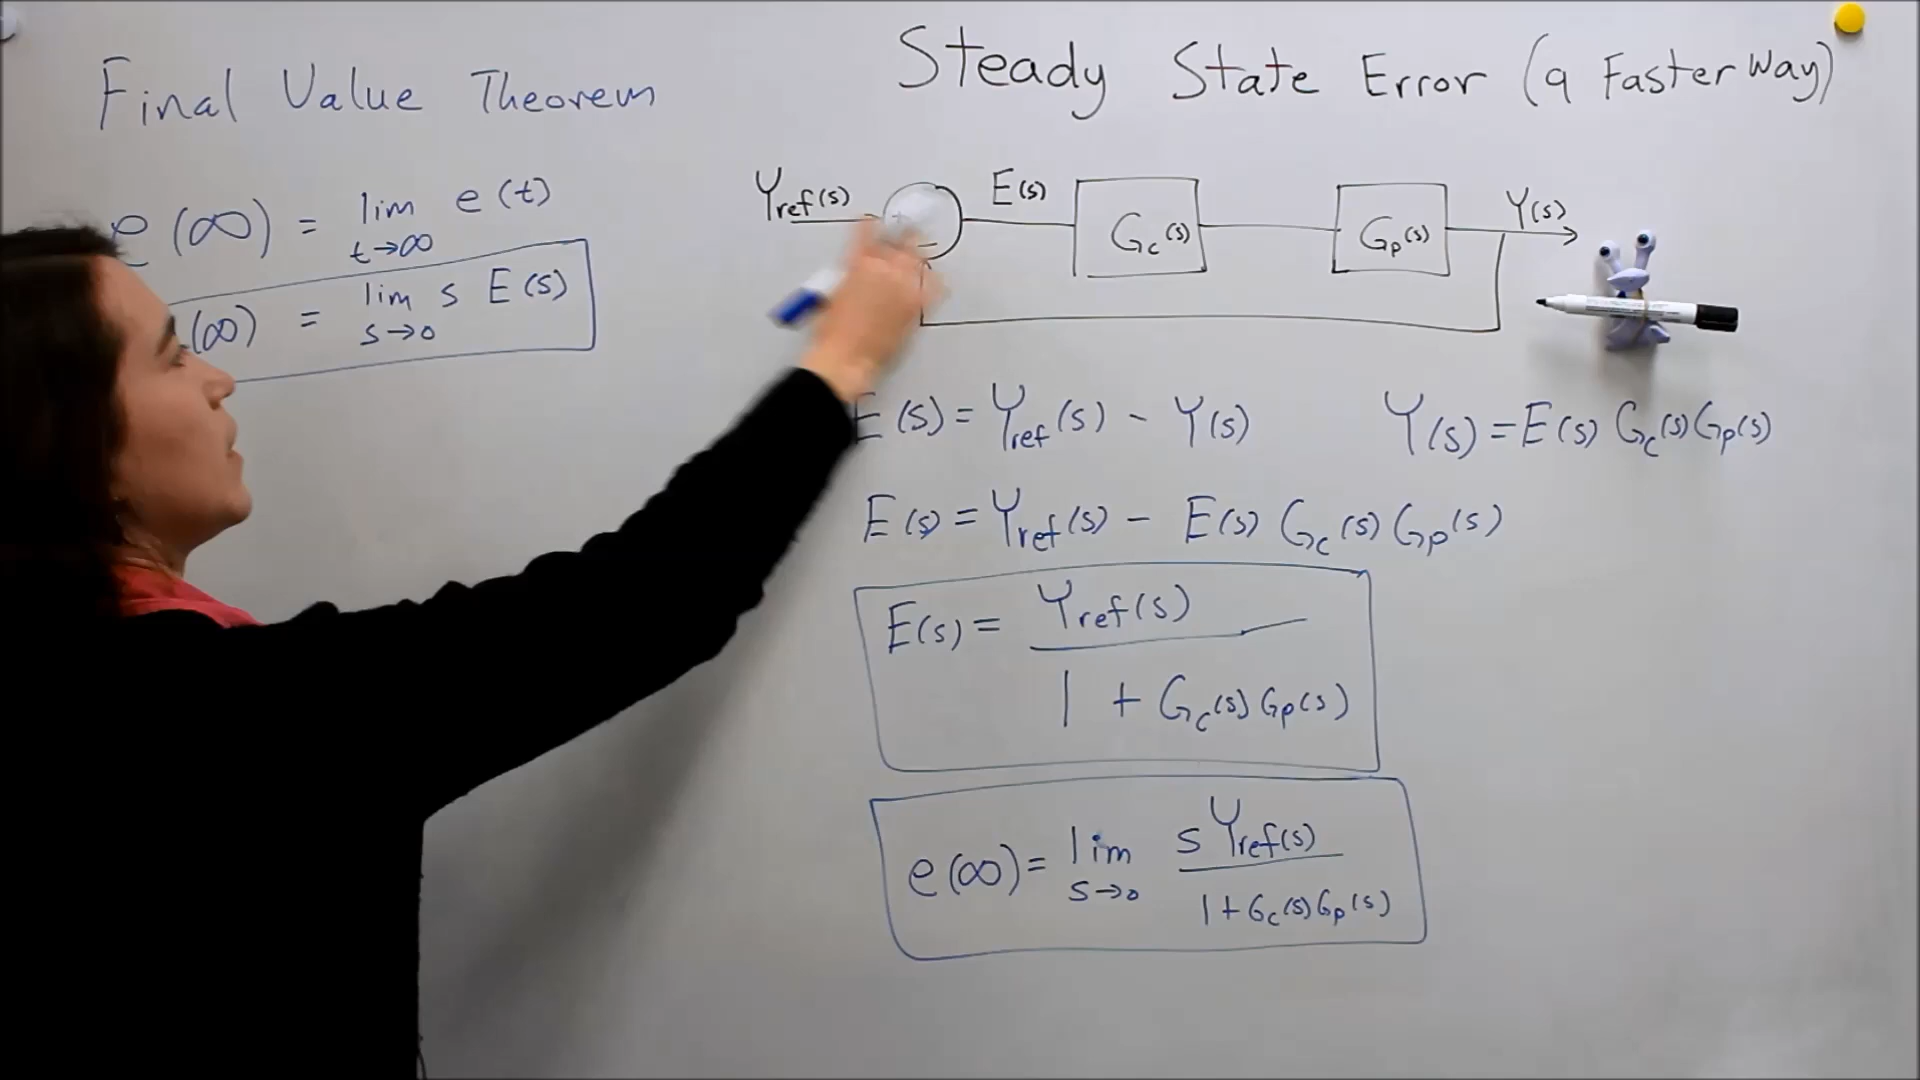 Final Value Theorem
e(∞) = lim t→∞ e(t)
(∞) = lim s→0 s E(s)
Steady State Error (a Faster Way)
Yref(s) E(s) Gc(s) Gp(s) Y(s)
+
−
E(s) = Yref(s) - Y(s) Y(s) = E(s) Gc(s) Gp(s)
E(s) = Yref(s) - E(s) Gc(s) Gp(s)
E(s) = Yref(s) / 1 + Gc(s) Gp(s)
e(∞) = lim s→0 s Yref(s) / 1 + Gc(s) Gp(s)